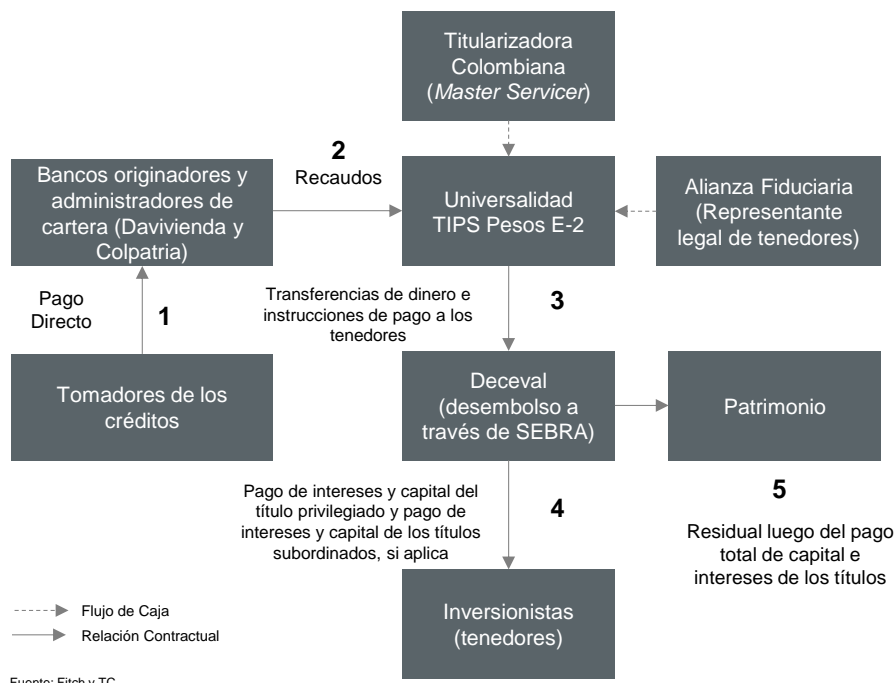 Titularizadora
Colombiana
(Master Servicer)
2
Recaudos
Bancos originadores y
administradores de
cartera (Davivienda y
Colpatria)
Universalidad
TIPS Pesos E-2
Alianza Fiduciaria
(Representante
legal de tenedores)
Pago
Directo
1
Transferencias de dinero e
instrucciones de pago a los
tenedores
3
Tomadores de los
créditos
Deceval
(desembolso a
través de SEBRA)
Patrimonio
Pago de intereses y capital del
título privilegiado y pago de
intereses y capital de los títulos
subordinados, si aplica
4
5
Residual luego del pago
total de capital e
intereses de los títulos
Inversionistas
(tenedores)
Flujo de Caja
Relación Contractual
Fuente: Fitch y TC